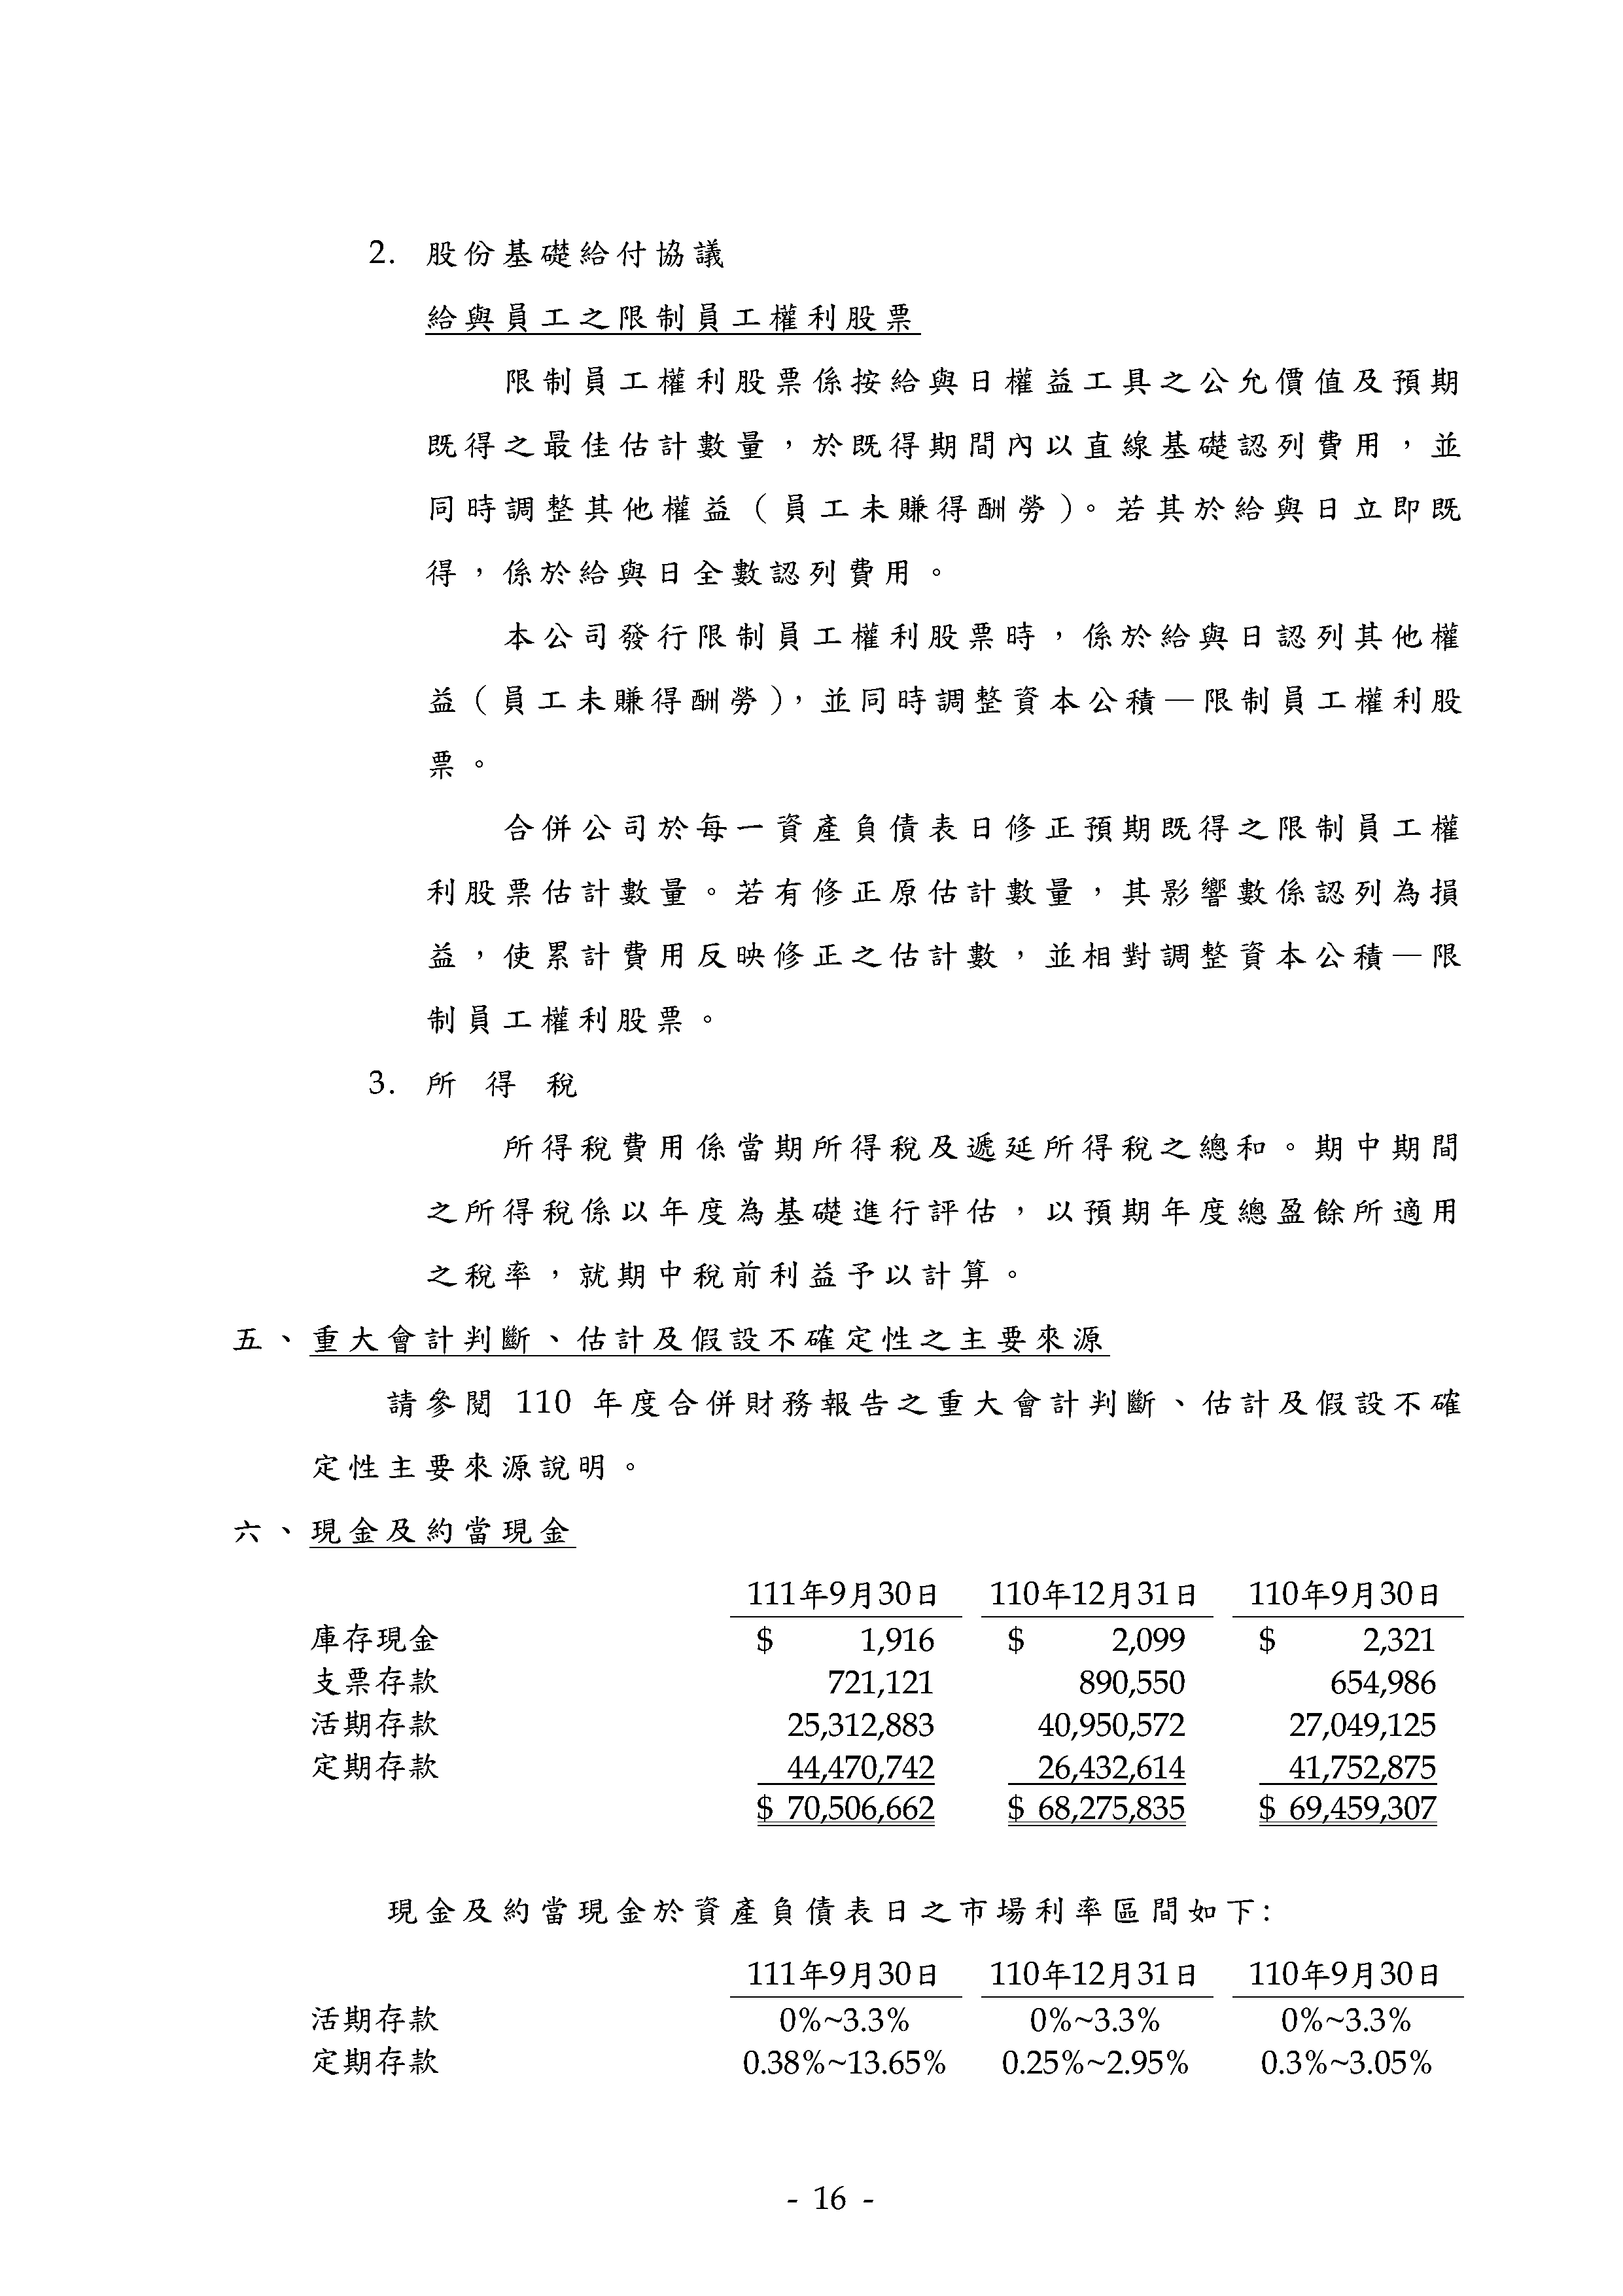 2. 股份基礎給付協議
給與員工之限制員工權利股票
限制員工權利股票係按給與日權益工具之公允價值及預期
既得之最佳估計數量，於既得期間內以直線基礎認列費用，並
同時調整其他權益（員工未賺得酬勞）。若其於給與日立即既
得，係於給與日全數認列費用。
本公司發行限制員工權利股票時，係於給與日認列其他權
益（員工未賺得酬勞），並同時調整資本公積—限制員工權利股
票。
合併公司於每一資產負債表日修正預期既得之限制員工權
利股票估計數量。若有修正原估計數量，其影響數係認列為損
益，使累計費用反映修正之估計數，並相對調整資本公積—限
制員工權利股票。
3. 所得稅
所得稅費用係當期所得稅及遞延所得稅之總和。期中期間
之所得稅係以年度為基礎進行評估，以預期年度總盈餘所適用
之稅率，就期中稅前利益予以計算。
五、重大會計判斷、估計及假設不確定性之主要來源
請參閱 110 年度合併財務報告之重大會計判斷、估計及假設不確
定性主要來源說明。
六、現金及約當現金
111年9月30日 110年12月31日 110年9月30日
庫存現金 $ 1,916 $ 2,099 $ 2,321
支票存款 721,121 890,550 654,986
活期存款 25,312,883 40,950,572 27,049,125
定期存款 44,470,742 26,432,614 41,752,875
$ 70,506,662 $ 68,275,835 $ 69,459,307
現金及約當現金於資產負債表日之市場利率區間如下：
111年9月30日 110年12月31日 110年9月30日
活期存款 0%~3.3% 0%~3.3% 0%~3.3%
定期存款 0.38%~13.65% 0.25%~2.95% 0.3%~3.05%
- 16 -